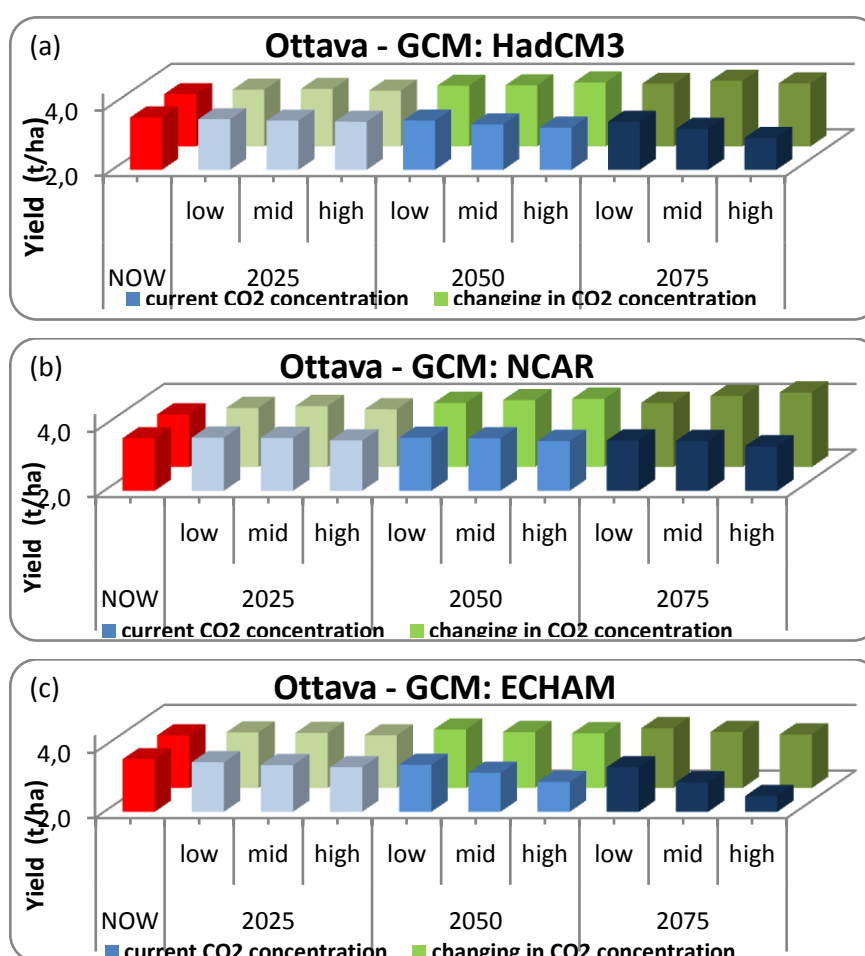 (a)
Ottava - GCM: HadCM3
Yield (t/ha)
4,0
2,0
low mid high low mid high low mid high
NOW 2025 2050 2075
current CO2 concentration changing in CO2 concentration
(b)
Ottava - GCM: NCAR
Yield (t/ha)
4,0
2,0
low mid high low mid high low mid high
NOW 2025 2050 2075
current CO2 concentration changing in CO2 concentration
(c)
Ottava - GCM: ECHAM
Yield (t/ha)
4,0
2,0
low mid high low mid high low mid high
NOW 2025 2050 2075
current CO2 concentration changing in CO2 concentration